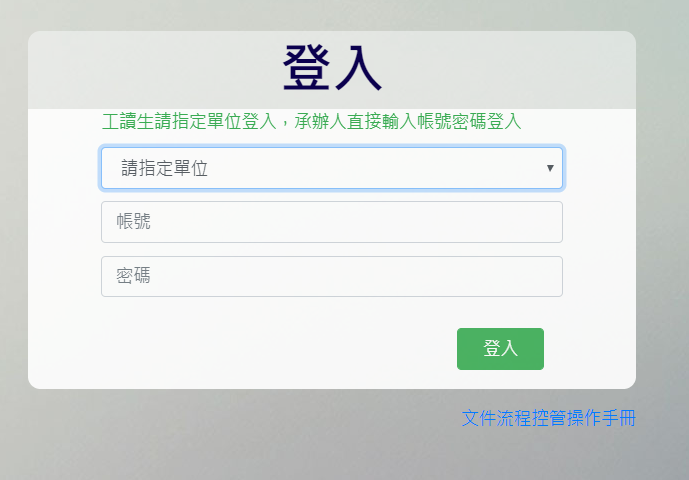 登入
工讀生請指定單位登入，承辦人直接輸入帳號密碼登入
請指定單位
帳號
密碼
登入
文件流程控管操作手冊